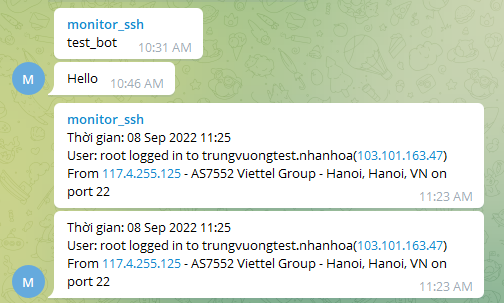 monitor_ssh
test_bot
10:31 AM
M
Hello
10:46 AM
monitor_ssh
Thời gian: 08 Sep 2022 11:25
User: root logged in to trungvuongtest.nhanhoa(103.101.163.47)
From 117.4.255.125 - AS7552 Viettel Group - Hanoi, Hanoi, VN on
port 22
11:23 AM
Thời gian: 08 Sep 2022 11:25
User: root logged in to trungvuongtest.nhanhoa(103.101.163.47)
From 117.4.255.125 - AS7552 Viettel Group - Hanoi, Hanoi, VN on
port 22
M
11:23 AM